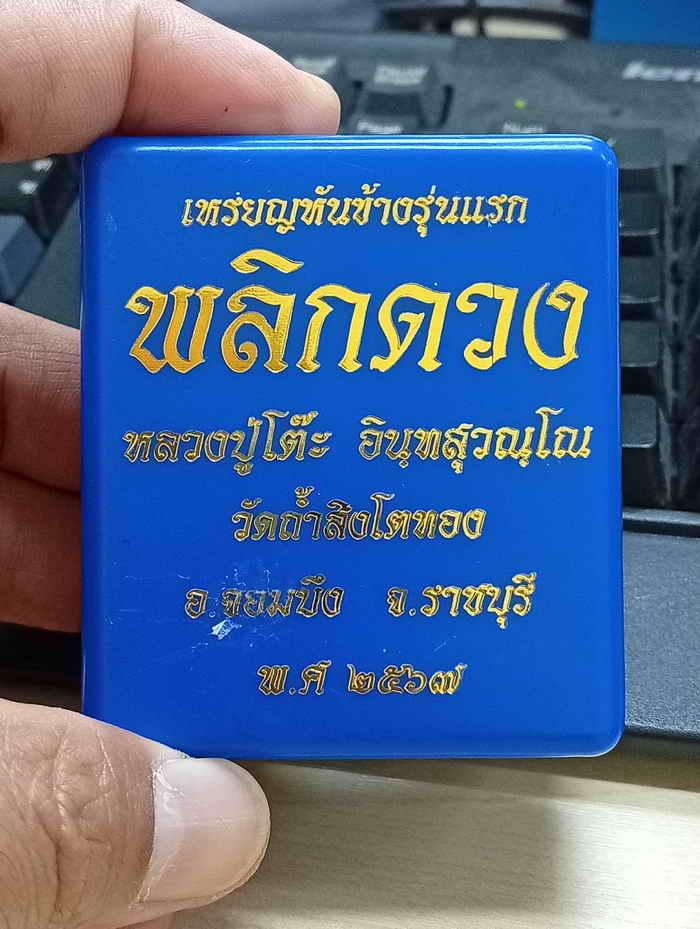 เหรียญหันข้างรุ่นแรก
พลิกดวง
หลวงปู่โต๊ะ อินฺทสุวณฺโณ
วัดถ้ำสิงโตทอง
อ.จอมบึง จ.ราชบุรี
พ.ศ ๒๕๖๗